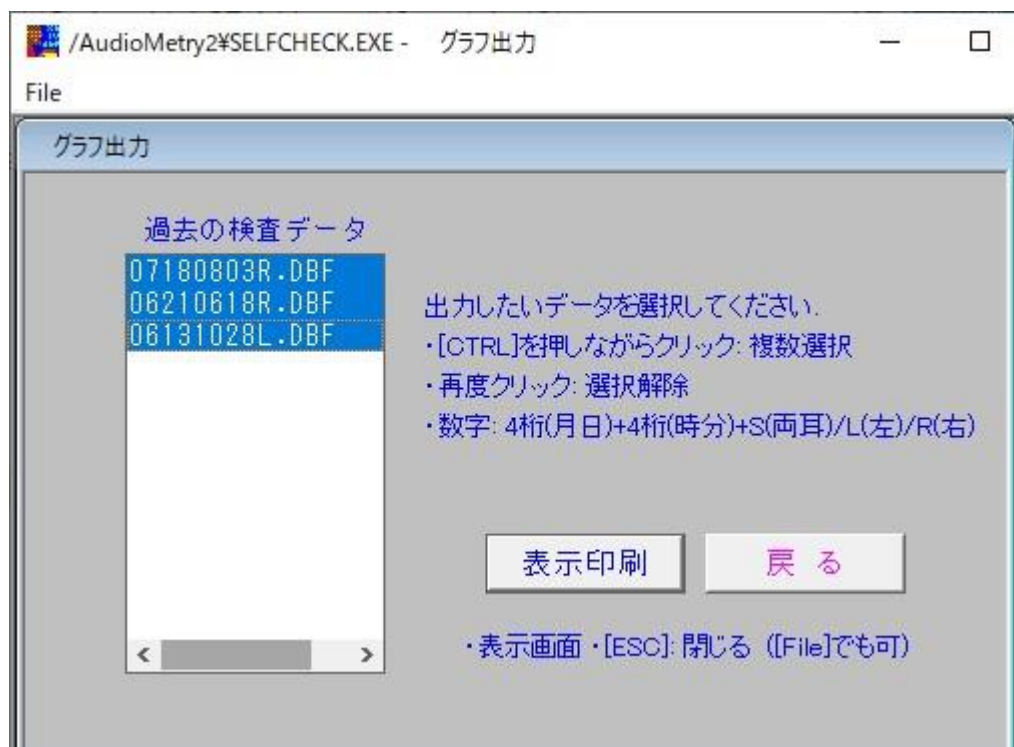 /AudioMetry2¥SELFCHECK.EXE - グラフ出力
File
グラフ出力
過去の検査データ
07180803R.DBF
06210618R.DBF
06131028L.DBF
出力したいデータを選択してください.
・[CTRL]を押しながらクリック: 複数選択
・再度クリック: 選択解除
・数字: 4桁(月日)+4桁(時分)+S(両耳)/L(左)/R(右)
表示印刷
戻 る
・表示画面・[ESC]: 閉じる ([File]でも可)